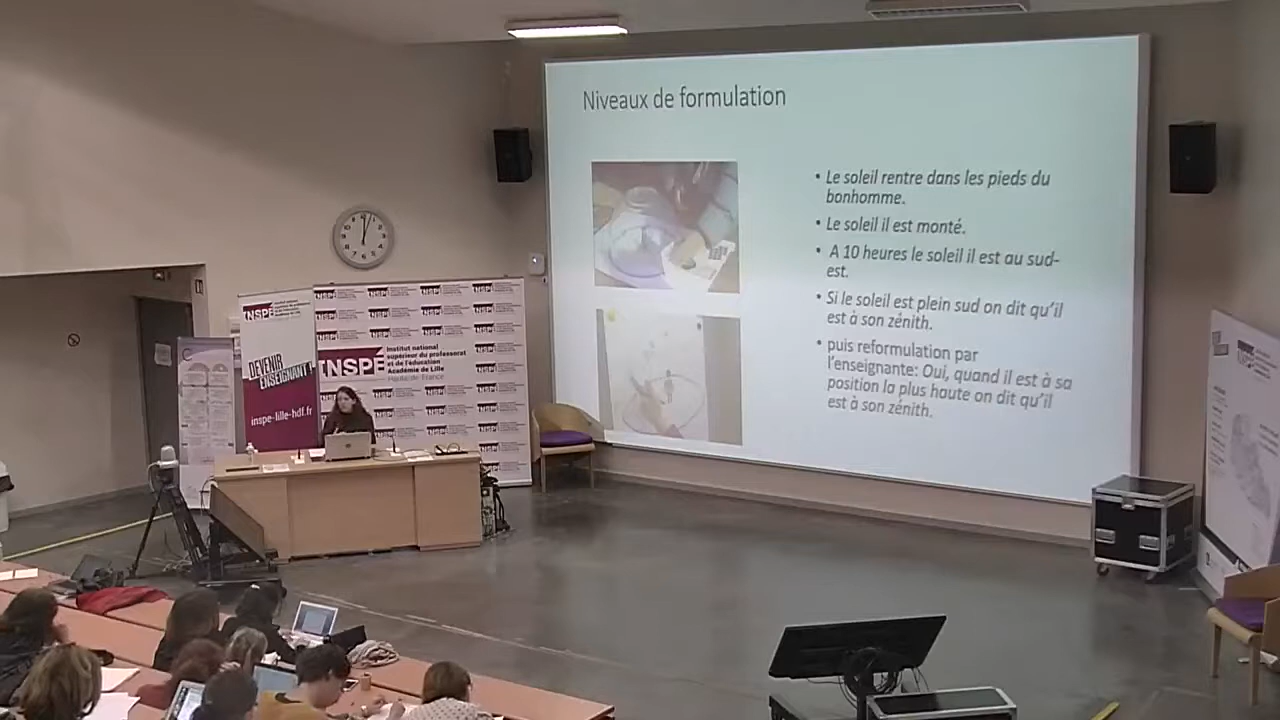 Niveaux de formulation
• Le soleil rentre dans les pieds du
bonhomme.
• Le soleil il est monté.
• A 10 heures le soleil il est au sud-
est.
• Si le soleil est plein sud on dit qu'il
est à son zénith.
• puis reformulation par
l'enseignante: Oui, quand il est à sa
position la plus haute on dit qu'il
est à son zénith.
INSPÉ
DEVENIR
ENSEIGNANT !
inspe-lille-hdf.fr
INSPÉ
Institut national
supérieur du professorat
et de l'éducation
Académie de Lille
Hauts-de-France